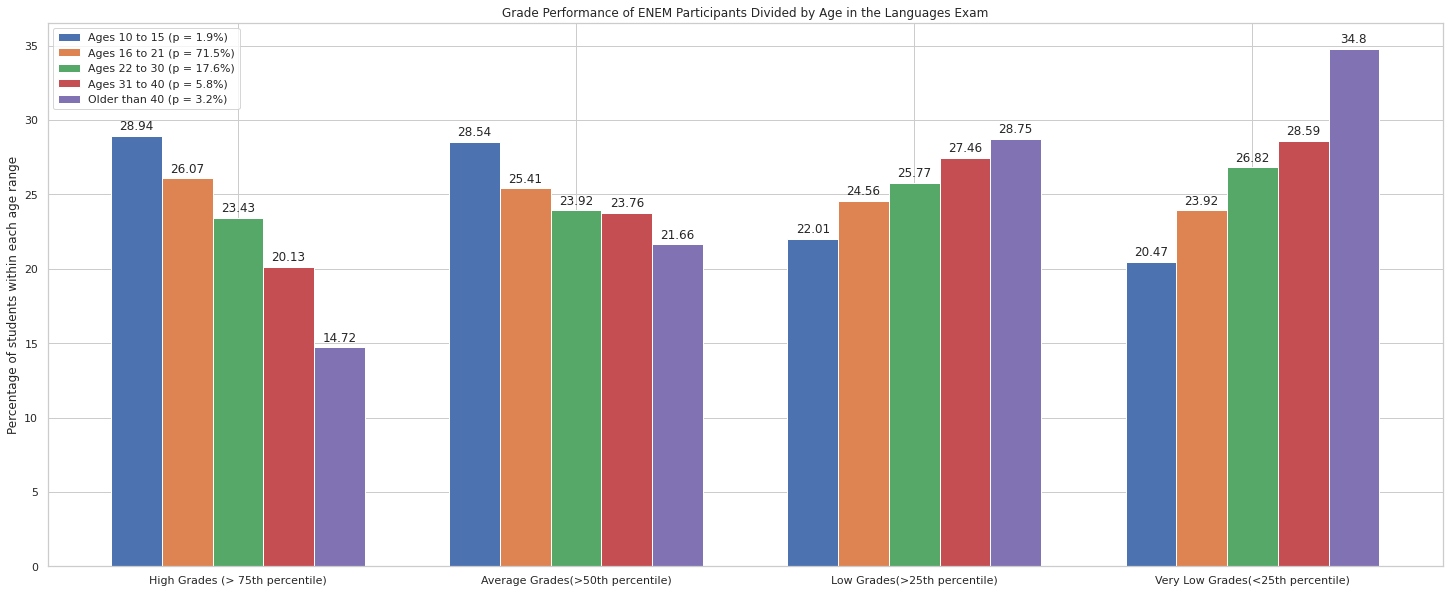 Grade Performance of ENEM Participants Divided by Age in the Languages Exam
Ages 10 to 15 (p = 1.9%)
Ages 16 to 21 (p = 71.5%)
Ages 22 to 30 (p = 17.6%)
Ages 31 to 40 (p = 5.8%)
Older than 40 (p = 3.2%)
Percentage of students within each age range
35
30
25
20
15
10
5
0
28.94
26.07
23.43
20.13
14.72
28.54
25.41
23.92
23.76
21.66
22.01
24.56
25.77
27.46
28.75
20.47
23.92
26.82
28.59
34.8
High Grades (> 75th percentile)
Average Grades(>50th percentile)
Low Grades(>25th percentile)
Very Low Grades(<25th percentile)